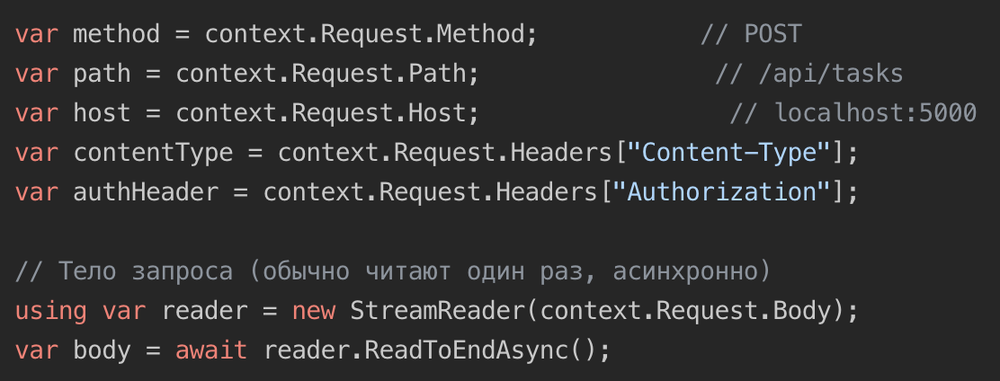 var method = context.Request.Method;           // POST
var path = context.Request.Path;                // /api/tasks
var host = context.Request.Host;                 // localhost:5000
var contentType = context.Request.Headers["Content-Type"];
var authHeader = context.Request.Headers["Authorization"];

// Тело запроса (обычно читают один раз, асинхронно)
using var reader = new StreamReader(context.Request.Body);
var body = await reader.ReadToEndAsync();